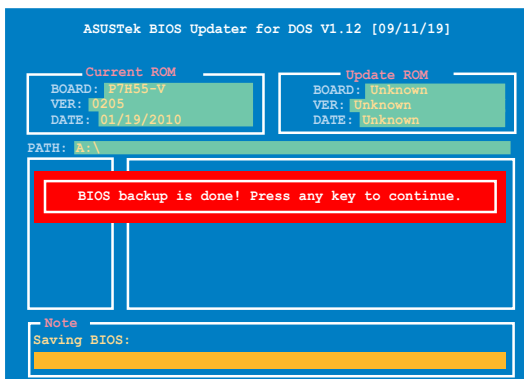 ASUSTek BIOS Updater for DOS V1.12 [09/11/19]
Current ROM
BOARD: P7H55-V
VER: 0205
DATE: 01/19/2010
Update ROM
BOARD: Unknown
VER: Unknown
DATE: Unknown
PATH: A:\
BIOS backup is done! Press any key to continue.
Note
Saving BIOS: